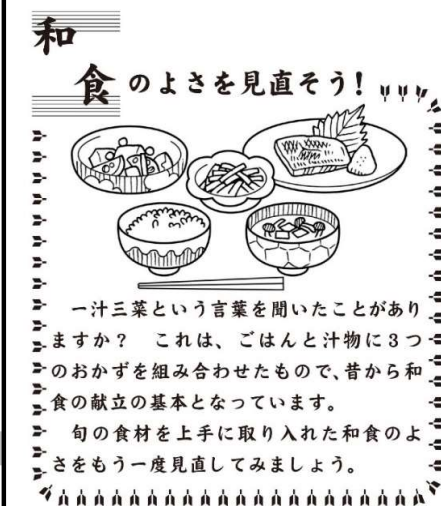 和
食のよさを見直そう!
一汁三菜という言葉を聞いたことがあり
ますか? これは、ごはんと汁物に3つ
のおかずを組み合わせたもので、昔から和
食の献立の基本となっています。
旬の食材を上手に取り入れた和食のよ
さをもう一度見直してみましょう。